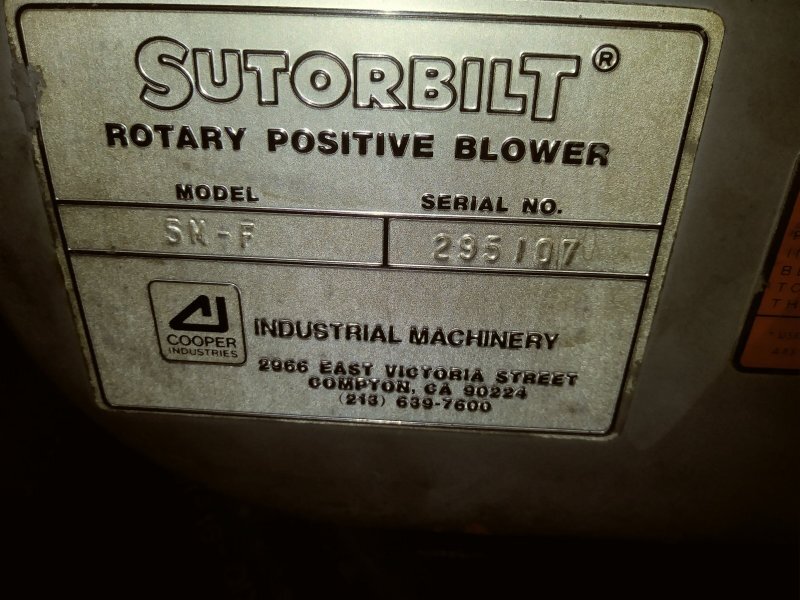 SUTORBILT®
ROTARY POSITIVE BLOWER
MODEL SERIAL NO.
295107
COOPER
INDUSTRIES
INDUSTRIAL MACHINERY
2966 EAST VICTORIA STREET
COMPTON, CA 90224
(213) 639-7600